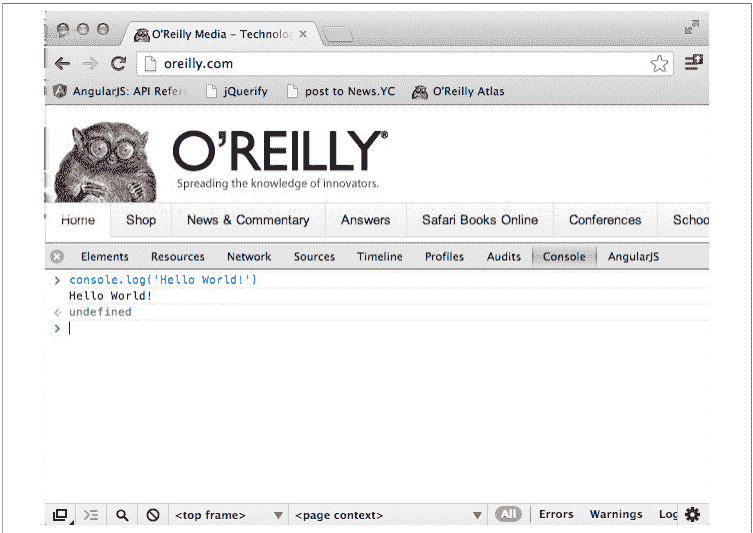 O'Reilly Media – Technolo
oreilly.com
AngularJS: API Refere
jQuerify
post to News.YC
O'Reilly Atlas
O'REILLY®
Spreading the knowledge of innovators.
Home Shop News & Commentary Answers Safari Books Online Conferences Schoo
Elements Resources Network Sources Timeline Profiles Audits Console AngularJS
> console.log('Hello World!')
Hello World!
undefined
>
<top frame> <page context> All Errors Warnings Log